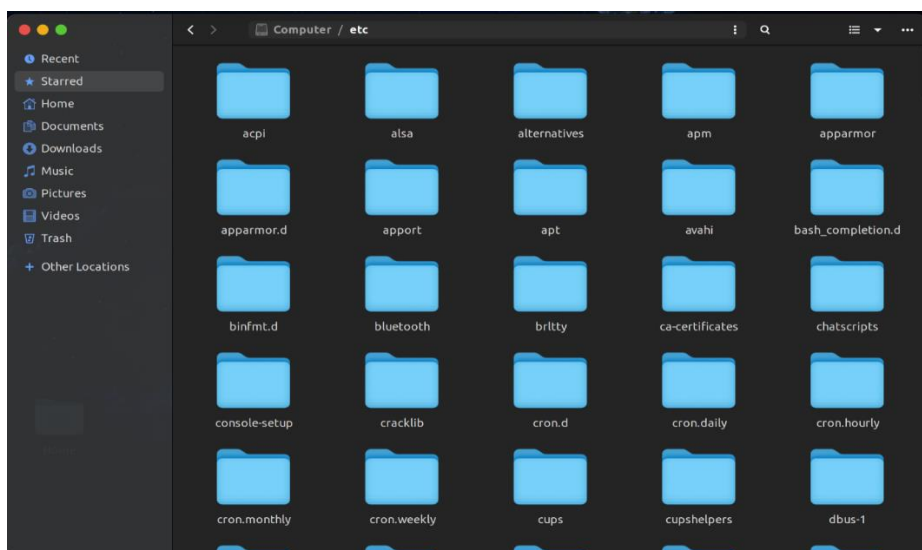 Computer / etc
Recent
Starred
Home
Documents
Downloads
Music
Pictures
Videos
Trash
+ Other Locations
acpi alsa alternatives apm apparmor
apparmor.d apport apt avahi bash_completion.d
binfmt.d bluetooth brltty ca-certificates chatscripts
console-setup cracklib cron.d cron.daily cron.hourly
cron.monthly cron.weekly cups cupshelpers dbus-1